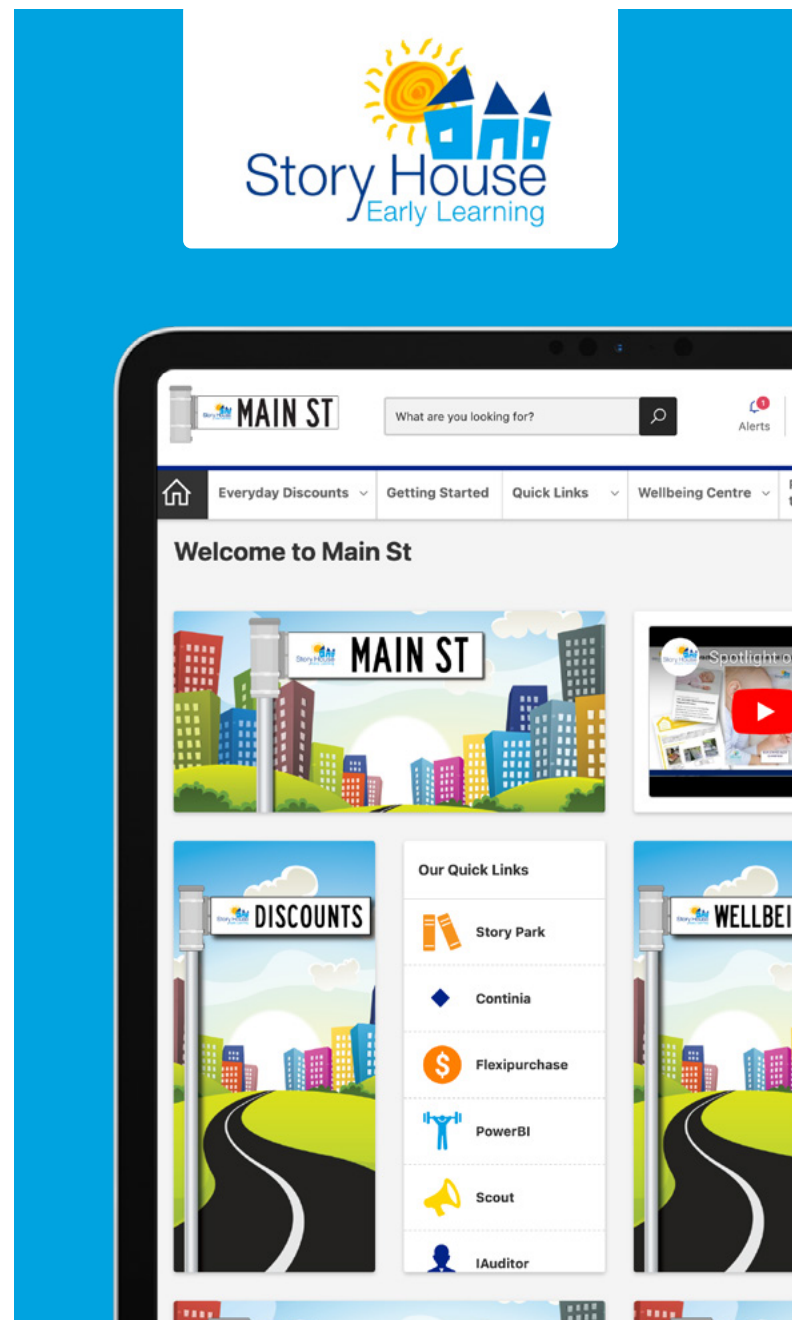 Story House
Early Learning
MAIN ST
What are you looking for?
1
Alerts
Everyday Discounts
Getting Started
Quick Links
Wellbeing Centre
Welcome to Main St
MAIN ST
Spotlight o
DISCOUNTS
Our Quick Links
Story Park
Continia
$
Flexipurchase
PowerBI
Scout
IAuditor
WELLBEI